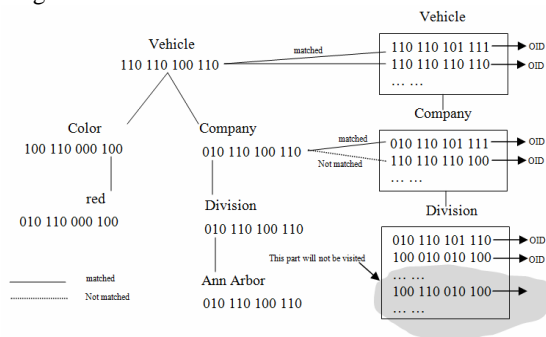 Vehicle
110 110 100 110
matched
Vehicle
110 110 101 111
OID
110 110 110 110
OID
... ...
Color
100 110 000 100
red
010 110 000 100
Company
010 110 100 110
matched
Not matched
Company
010 110 101 111
OID
110 110 110 100
OID
... ...
Division
010 110 100 110
Ann Arbor
010 110 100 110
Division
010 110 101 110
OID
100 010 010 100
OID
... ...
100 110 010 100
... ...
This part will not be visited
matched
Not matched